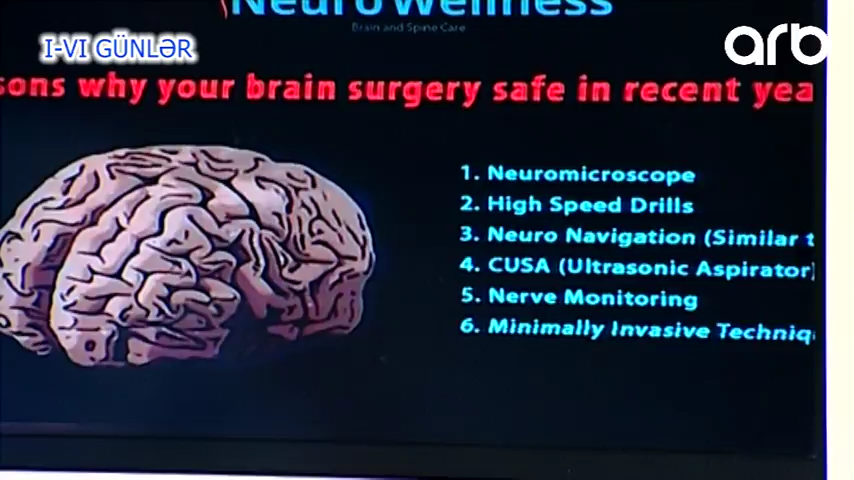 NeuroWellness
Brain and Spine Care
I-VI GÜNLƏR
arb
sons why your brain surgery safe in recent yea
1. Neuromicroscope
2. High Speed Drills
3. Neuro Navigation (Similar t
4. CUSA (Ultrasonic Aspirator)
5. Nerve Monitoring
6. Minimally Invasive Techniq